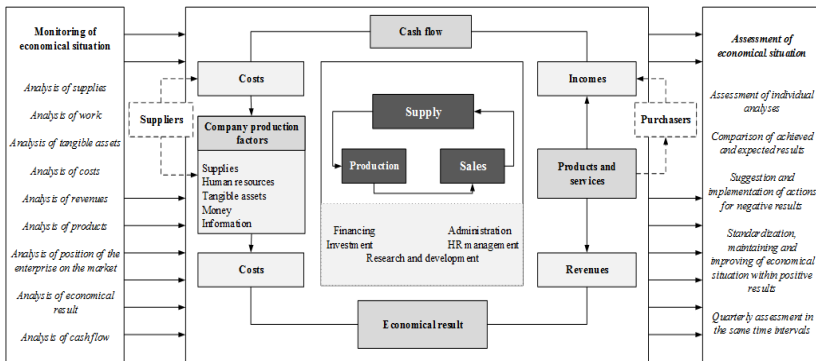 Monitoring of
economical situation
Analysis of supplies
Analysis of work
Analysis of tangible assets
Analysis of costs
Analysis of revenues
Analysis of products
Analysis of position of the
enterprise on the market
Analysis of economical
result
Analysis of cashflow
Suppliers
Cash flow
Costs
Company production
factors
Supplies
Human resources
Tangible assets
Money
Information
Costs
Supply
Production
Sales
Financing
Investment
Administration
HR management
Research and development
Economical result
Incomes
Products and
services
Revenues
Purchasers
Assessment of
economical situation
Assessment of individual
analyses
Comparison of achieved
and expected results
Suggestion and
implementation of actions
for negative results
Standardization,
maintaining and
improving of economical
situation within positive
results
Quarterly assessment in
the same time intervals